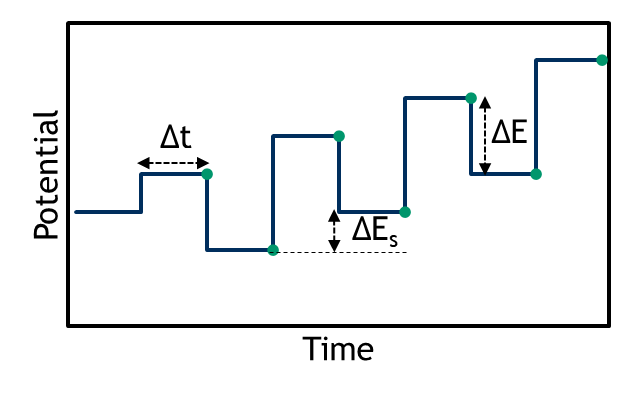 Δt
ΔE
ΔEs
Potential
Time